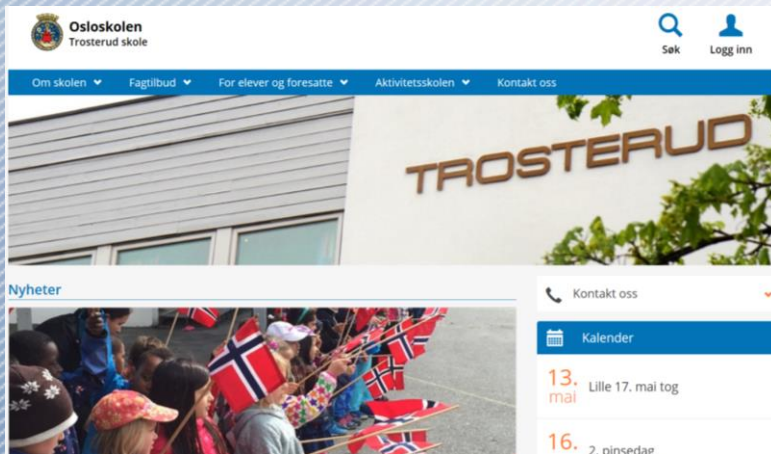 Osloskolen
Trosterud skole
Søk
Logg inn
Om skolen
Fagtilbud
For elever og foresatte
Aktivitetsskolen
Kontakt oss
TROSTERUD
Nyheter
Kontakt oss
Kalender
13.
mai
Lille 17. mai tog
16.
2. pinsedag